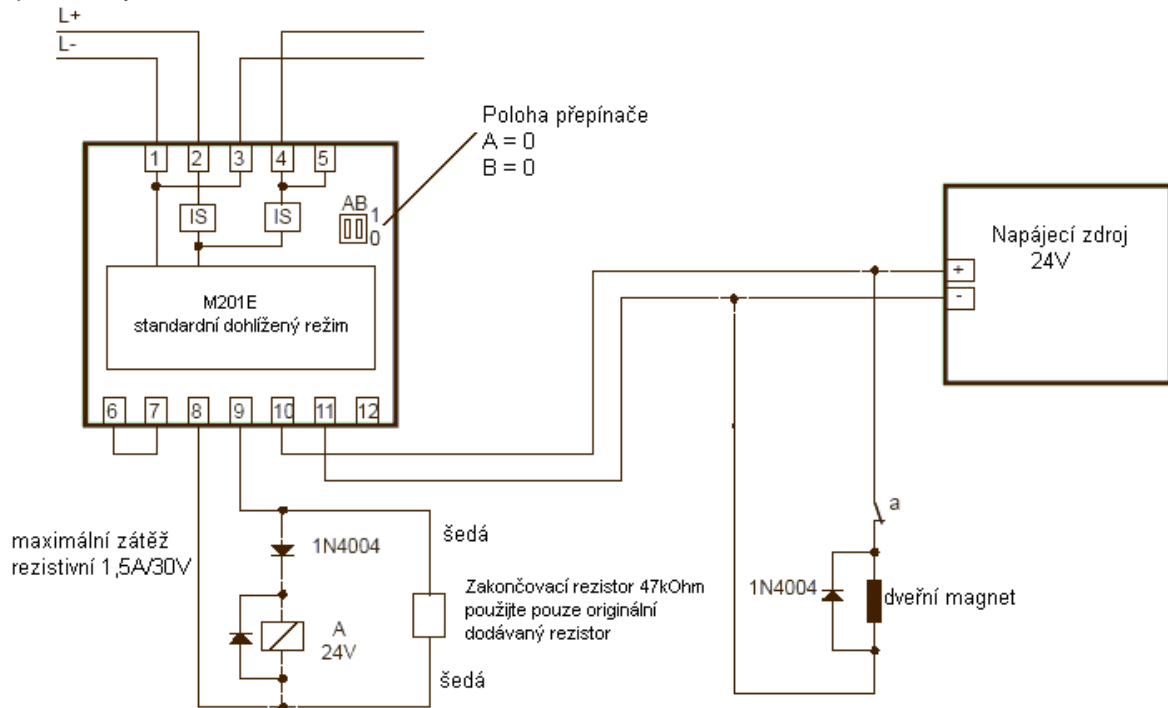 L+
L-
Poloha přepínače
A = 0
B = 0
1 2 3 4 5
AB
1
0
IS IS
Napájecí zdroj
24V
+
-
M201E
standardní dohlížený režim
6 7 8 9 10 11 12
a
maximální zátěž
rezistivní 1,5A/30V
1N4004
šedá
Zakončovací rezistor 47kOhm
použijte pouze originální
dodávaný rezistor
1N4004
dveřní magnet
A
24V
šedá